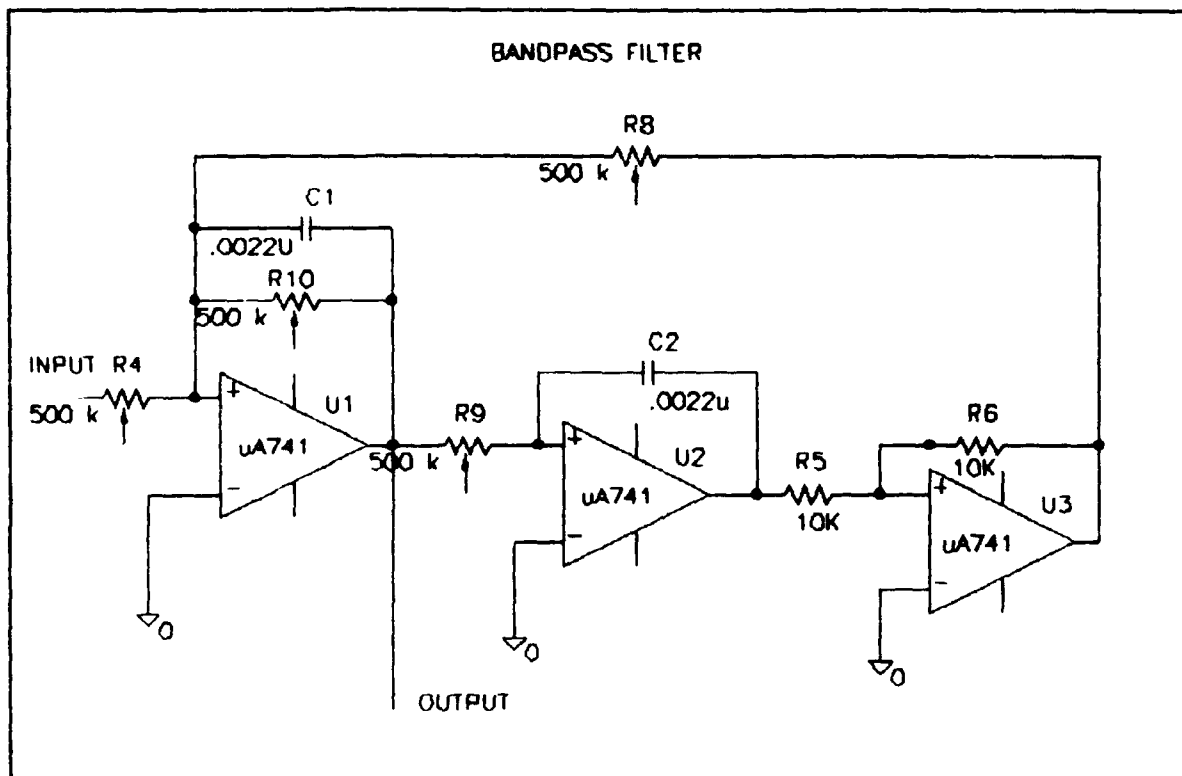 BANDPASS FILTER
R8
500 k
C1
.0022U
R10
500 k
INPUT R4
500 k
+
-
U1
uA741
0
R9
500 k
C2
.0022u
+
-
U2
uA741
0
R5
10K
R6
10K
+
-
U3
uA741
0
OUTPUT